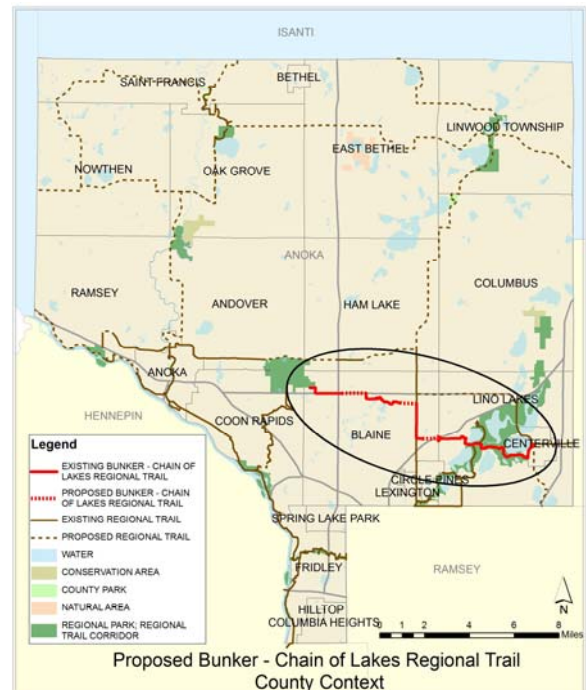 ISANTI
SAINT FRANCIS
BETHEL
LINWOOD TOWNSHIP
EAST BETHEL
NOWTHEN
OAK GROVE
ANOKA
COLUMBUS
RAMSEY
ANDOVER
HAM LAKE
ANOKA
LINO LAKES
HENNEPIN
COON RAPIDS
BLAINE
CENTERVILLE
CIRCLE PINES
LEXINGTON
SPRING LAKE PARK
FRIDLEY
RAMSEY
HILLTOP
COLUMBIA HEIGHTS
Legend
EXISTING BUNKER - CHAIN OF
LAKES REGIONAL TRAIL
PROPOSED BUNKER - CHAIN
OF LAKES REGIONAL TRAIL
EXISTING REGIONAL TRAIL
PROPOSED REGIONAL TRAIL
WATER
CONSERVATION AREA
COUNTY PARK
NATURAL AREA
REGIONAL PARK; REGIONAL
TRAIL CORRIDOR
N
0 1 2 4 6 8
Miles
Proposed Bunker - Chain of Lakes Regional Trail
County Context